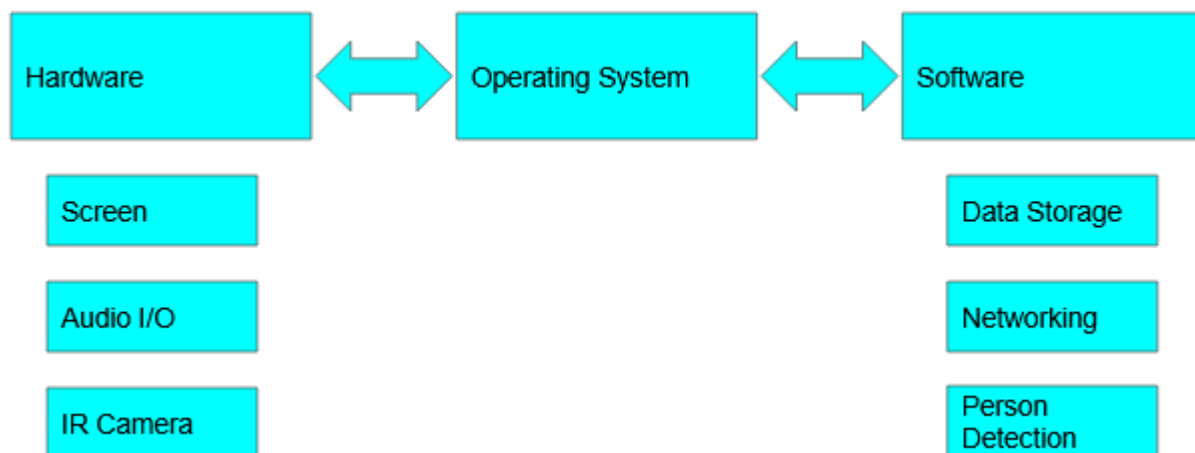 Hardware
Operating System
Software
Screen
Data Storage
Audio I/O
Networking
IR Camera
Person
Detection